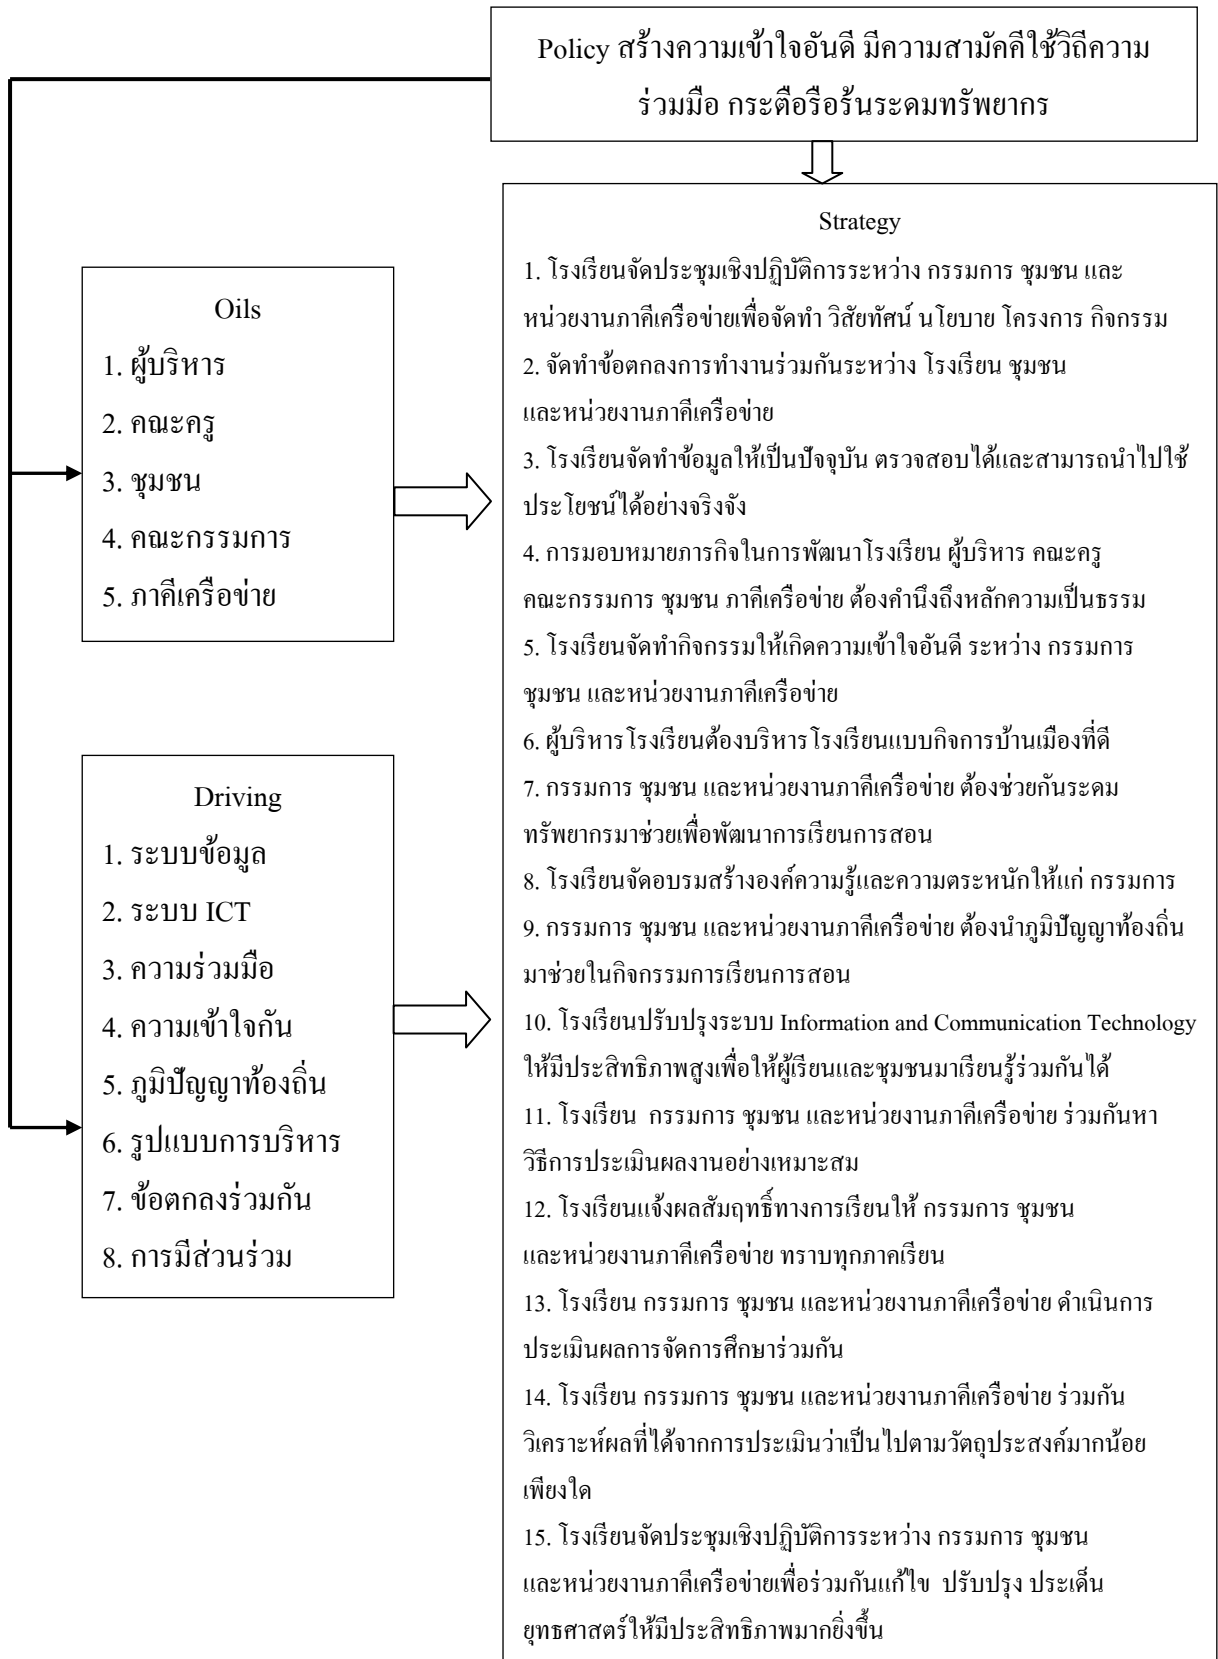 Policy สร้างความเข้าใจอันดี มีความสามัคคีใช้วิถีความ
ร่วมมือ กระตือรือร้นระดมทรัพยากร
Oils
1. ผู้บริหาร
2. คณะครู
3. ชุมชน
4. คณะกรรมการ
5. ภาคีเครือข่าย
Driving
1. ระบบข้อมูล
2. ระบบ ICT
3. ความร่วมมือ
4. ความเข้าใจกัน
5. ภูมิปัญญาท้องถิ่น
6. รูปแบบการบริหาร
7. ข้อตกลงร่วมกัน
8. การมีส่วนร่วม
Strategy
1. โรงเรียนจัดประชุมเชิงปฏิบัติการระหว่าง กรรมการ ชุมชน และ
หน่วยงานภาคีเครือข่ายเพื่อจัดทำ วิสัยทัศน์ นโยบาย โครงการ กิจกรรม
2. จัดทำข้อตกลงการทำงานร่วมกันระหว่าง โรงเรียน ชุมชน
และหน่วยงานภาคีเครือข่าย
3. โรงเรียนจัดทำข้อมูลให้เป็นปัจจุบัน ตรวจสอบได้และสามารถนำไปใช้
ประโยชน์ได้อย่างจริงจัง
4. การมอบหมายภารกิจในการพัฒนาโรงเรียน ผู้บริหาร คณะครู
คณะกรรมการ ชุมชน ภาคีเครือข่าย ต้องคำนึงถึงหลักความเป็นธรรม
5. โรงเรียนจัดทำกิจกรรมให้เกิดความเข้าใจอันดี ระหว่าง กรรมการ
ชุมชน และหน่วยงานภาคีเครือข่าย
6. ผู้บริหารโรงเรียนต้องบริหารโรงเรียนแบบกิจการบ้านเมืองที่ดี
7. กรรมการ ชุมชน และหน่วยงานภาคีเครือข่าย ต้องช่วยกันระดม
ทรัพยากรมาช่วยเพื่อพัฒนาการเรียนการสอน
8. โรงเรียนจัดอบรมสร้างองค์ความรู้และความตระหนักให้แก่ กรรมการ
9. กรรมการ ชุมชน และหน่วยงานภาคีเครือข่าย ต้องนำภูมิปัญญาท้องถิ่น
มาช่วยในกิจกรรมการเรียนการสอน
10. โรงเรียนปรับปรุงระบบ Information and Communication Technology
ให้มีประสิทธิภาพสูงเพื่อให้ผู้เรียนและชุมชนมาเรียนรู้ร่วมกันได้
11. โรงเรียน กรรมการ ชุมชน และหน่วยงานภาคีเครือข่าย ร่วมกันหา
วิธีการประเมินผลงานอย่างเหมาะสม
12. โรงเรียนแจ้งผลสัมฤทธิ์ทางการเรียนให้ กรรมการ ชุมชน
และหน่วยงานภาคีเครือข่าย ทราบทุกภาคเรียน
13. โรงเรียน กรรมการ ชุมชน และหน่วยงานภาคีเครือข่าย ดำเนินการ
ประเมินผลการจัดการศึกษาร่วมกัน
14. โรงเรียน กรรมการ ชุมชน และหน่วยงานภาคีเครือข่าย ร่วมกัน
วิเคราะห์ผลที่ได้จากการประเมินว่าเป็นไปตามวัตถุประสงค์มากน้อย
เพียงใด
15. โรงเรียนจัดประชุมเชิงปฏิบัติการระหว่าง กรรมการ ชุมชน
และหน่วยงานภาคีเครือข่ายเพื่อร่วมกันแก้ไข ปรับปรุง ประเด็น
ยุทธศาสตร์ให้มีประสิทธิภาพมากยิ่งขึ้น